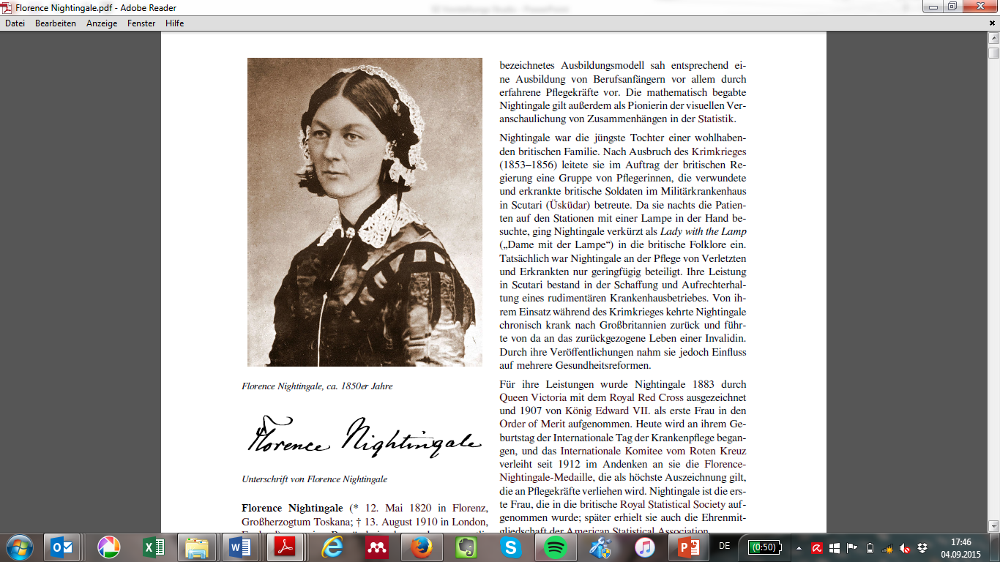 Florence Nightingale.pdf - Adobe Reader
Datei Bearbeiten Anzeige Fenster Hilfe
Florence Nightingale, ca. 1850er Jahre
Florence Nightingale
Unterschrift von Florence Nightingale
Florence Nightingale (* 12. Mai 1820 in Florenz,
Großherzogtum Toskana; † 13. August 1910 in London,
bezeichnetes Ausbildungsmodell sah entsprechend ei-
ne Ausbildung von Berufsanfängern vor allem durch
erfahrene Pflegekräfte vor. Die mathematisch begabte
Nightingale gilt außerdem als Pionierin der visuellen Ver-
anschaulichung von Zusammenhängen in der Statistik.
Nightingale war die jüngste Tochter einer wohlhaben-
den britischen Familie. Nach Ausbruch des Krimkrieges
(1853–1856) leitete sie im Auftrag der britischen Re-
gierung eine Gruppe von Pflegerinnen, die verwundete
und erkrankte britische Soldaten im Militärkrankenhaus
in Scutari (Üsküdar) betreute. Da sie nachts die Patien-
ten auf den Stationen mit einer Lampe in der Hand be-
suchte, ging Nightingale verkürzt als Lady with the Lamp
(„Dame mit der Lampe“) in die britische Folklore ein.
Tatsächlich war Nightingale an der Pflege von Verletzten
und Erkrankten nur geringfügig beteiligt. Ihre Leistung
in Scutari bestand in der Schaffung und Aufrechterhal-
tung eines rudimentären Krankenhausbetriebes. Von ih-
rem Einsatz während des Krimkrieges kehrte Nightingale
chronisch krank nach Großbritannien zurück und führ-
te von da an das zurückgezogene Leben einer Invalidin.
Durch ihre Veröffentlichungen nahm sie jedoch Einfluss
auf mehrere Gesundheitsreformen.
Für ihre Leistungen wurde Nightingale 1883 durch
Queen Victoria mit dem Royal Red Cross ausgezeichnet
und 1907 von König Edward VII. als erste Frau in den
Order of Merit aufgenommen. Heute wird an ihrem Ge-
burtstag der Internationale Tag der Krankenpflege began-
gen, und das Internationale Komitee vom Roten Kreuz
verleiht seit 1912 im Andenken an sie die Florence-
Nightingale-Medaille, die als höchste Auszeichnung gilt,
die an Pflegekräfte verliehen wird. Nightingale ist die ers-
te Frau, die in die britische Royal Statistical Society auf-
genommen wurde; später erhielt sie auch die Ehrenmit-
gliedschaft der American Statistical Association.
DE (0:50) 17:46
04.09.2015